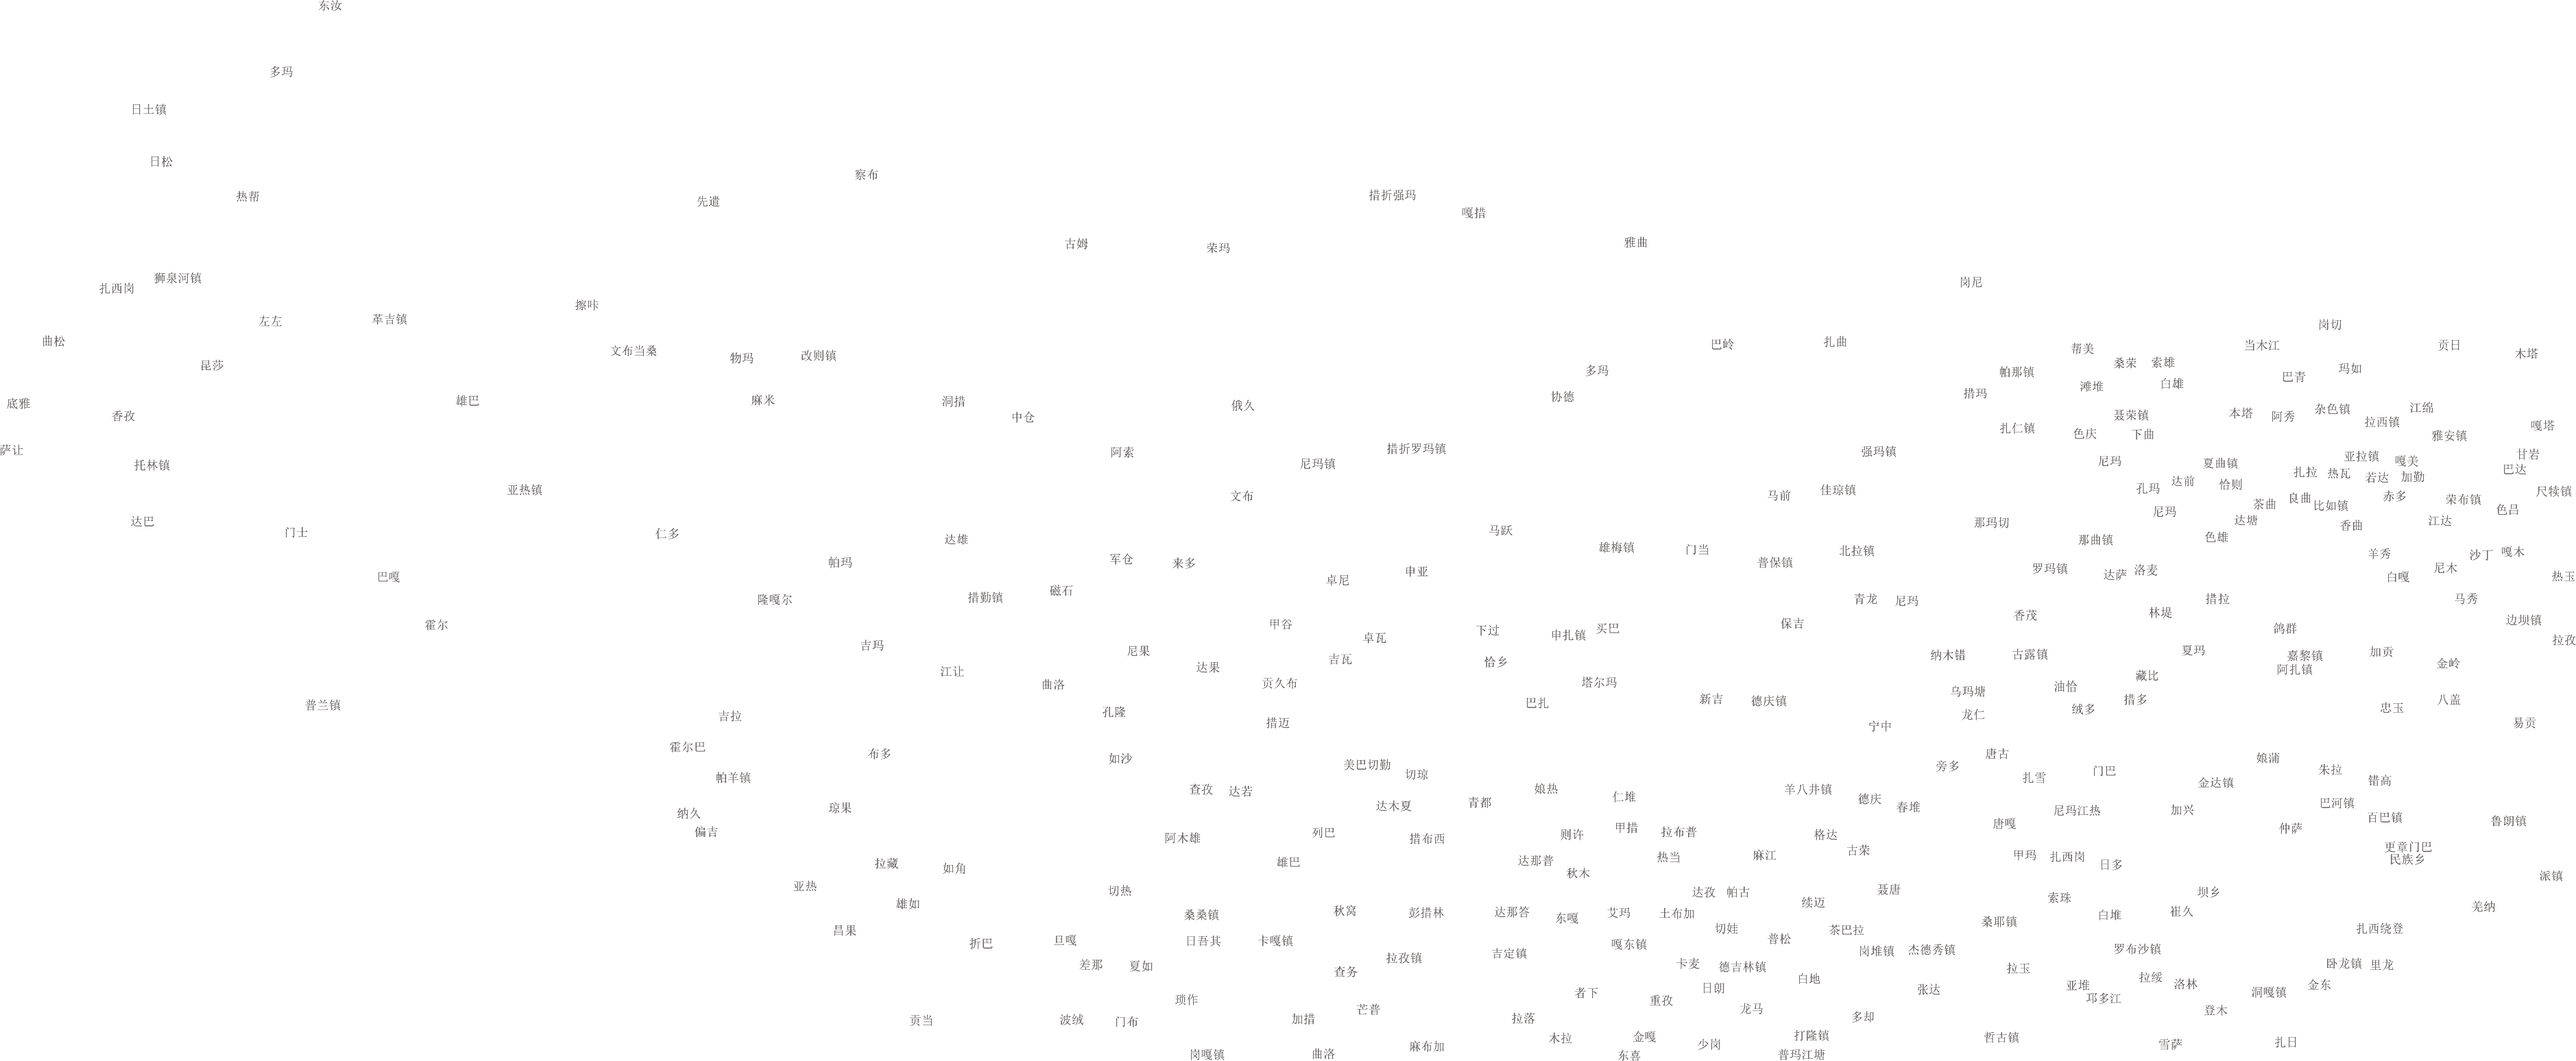 东汝
多玛
日土镇
日松
察布
热帮
措折强玛
先遣
嘎措
雅曲
古姆
荣玛
狮泉河镇
岗尼
扎西岗
擦咔
革吉镇
左左
岗切
曲松
扎曲
巴岭
当木江
贡日
帮美
文布当桑
木塔
改则镇
物玛
桑荣
索雄
昆莎
玛如
多玛
帕那镇
巴青
白雄
滩堆
措玛
协德
雄巴
麻米
洞措
底雅
俄久
江绵
杂色镇
本塔
聂荣镇
香孜
阿秀
中仓
拉西镇
嘎塔
扎仁镇
色庆
下曲
雅安镇
措折罗玛镇
萨让
强玛镇
阿索
甘岩
亚拉镇
尼玛
嘎美
夏曲镇
尼玛镇
托林镇
巴达
扎拉
热瓦
若达
加勤
达前
恰则
孔玛
亚热镇
佳琼镇
尺牍镇
马前
文布
赤多
良曲
荣布镇
茶曲
比如镇
色昌
尼玛
达塘
江达
达巴
那玛切
香曲
马跃
门士
仁多
色雄
达雄
那曲镇
雄梅镇
门当
北拉镇
嘎木
羊秀
沙丁
军仓
帕玛
普保镇
来多
尼木
罗玛镇
洛麦
申亚
达萨
热玉
巴嘎
白嘎
卓尼
磁石
措勤镇
隆嘎尔
青龙
措拉
马秀
尼玛
林堤
香茂
边坝镇
保吉
甲谷
霍尔
买巴
鸽群
下过
申扎镇
卓瓦
拉孜
吉玛
尼果
夏玛
加贡
纳木错
古露镇
嘉黎镇
吉瓦
恰乡
金岭
达果
阿扎镇
江让
藏比
塔尔玛
贡久布
曲洛
油恰
乌玛塘
新吉
八盖
措多
德庆镇
巴扎
普兰镇
忠玉
绒多
孔隆
龙仁
吉拉
措迈
易贡
宁中
霍尔巴
布多
唐古
如沙
娘蒲
美巴切勤
旁多
朱拉
门巴
切琼
帕羊镇
扎雪
错高
金达镇
查孜
羊八井镇
娘热
达若
仁堆
德庆
青都
巴河镇
达木夏
春堆
琼果
尼玛江热
加兴
纳久
百巴镇
鲁朗镇
唐嘎
甲措
仲萨
偏吉
拉布普
列巴
则许
格达
阿木雄
措布西
更章门巴
民族乡
古荣
麻江
甲玛
热当
扎西岗
达那普
雄巴
拉藏
日多
如角
秋木
派镇
亚热
聂唐
切热
达孜
帕古
坝乡
索珠
续迈
雄如
羌纳
秋窝
彭措林
达那答
艾玛
土布加
崔久
桑桑镇
白堆
东嘎
桑耶镇
切娃
扎西绕登
昌果
茶巴拉
普松
旦嘎
日吾其
卡嘎镇
折巴
嘎东镇
罗布沙镇
杰德秀镇
岗堆镇
吉定镇
拉孜镇
卡麦
卧龙镇
里龙
差那
夏如
德吉林镇
拉玉
查务
拉绥
白地
洛林
金东
亚堆
日朗
张达
者下
洞嘎镇
邛多江
琐作
重孜
龙马
芒普
登木
多却
拉落
加措
波绒
贡当
门布
打隆镇
金嘎
木拉
哲古镇
扎日
少岗
雪萨
麻布加
曲洛
岗嘎镇
普玛江塘
东喜